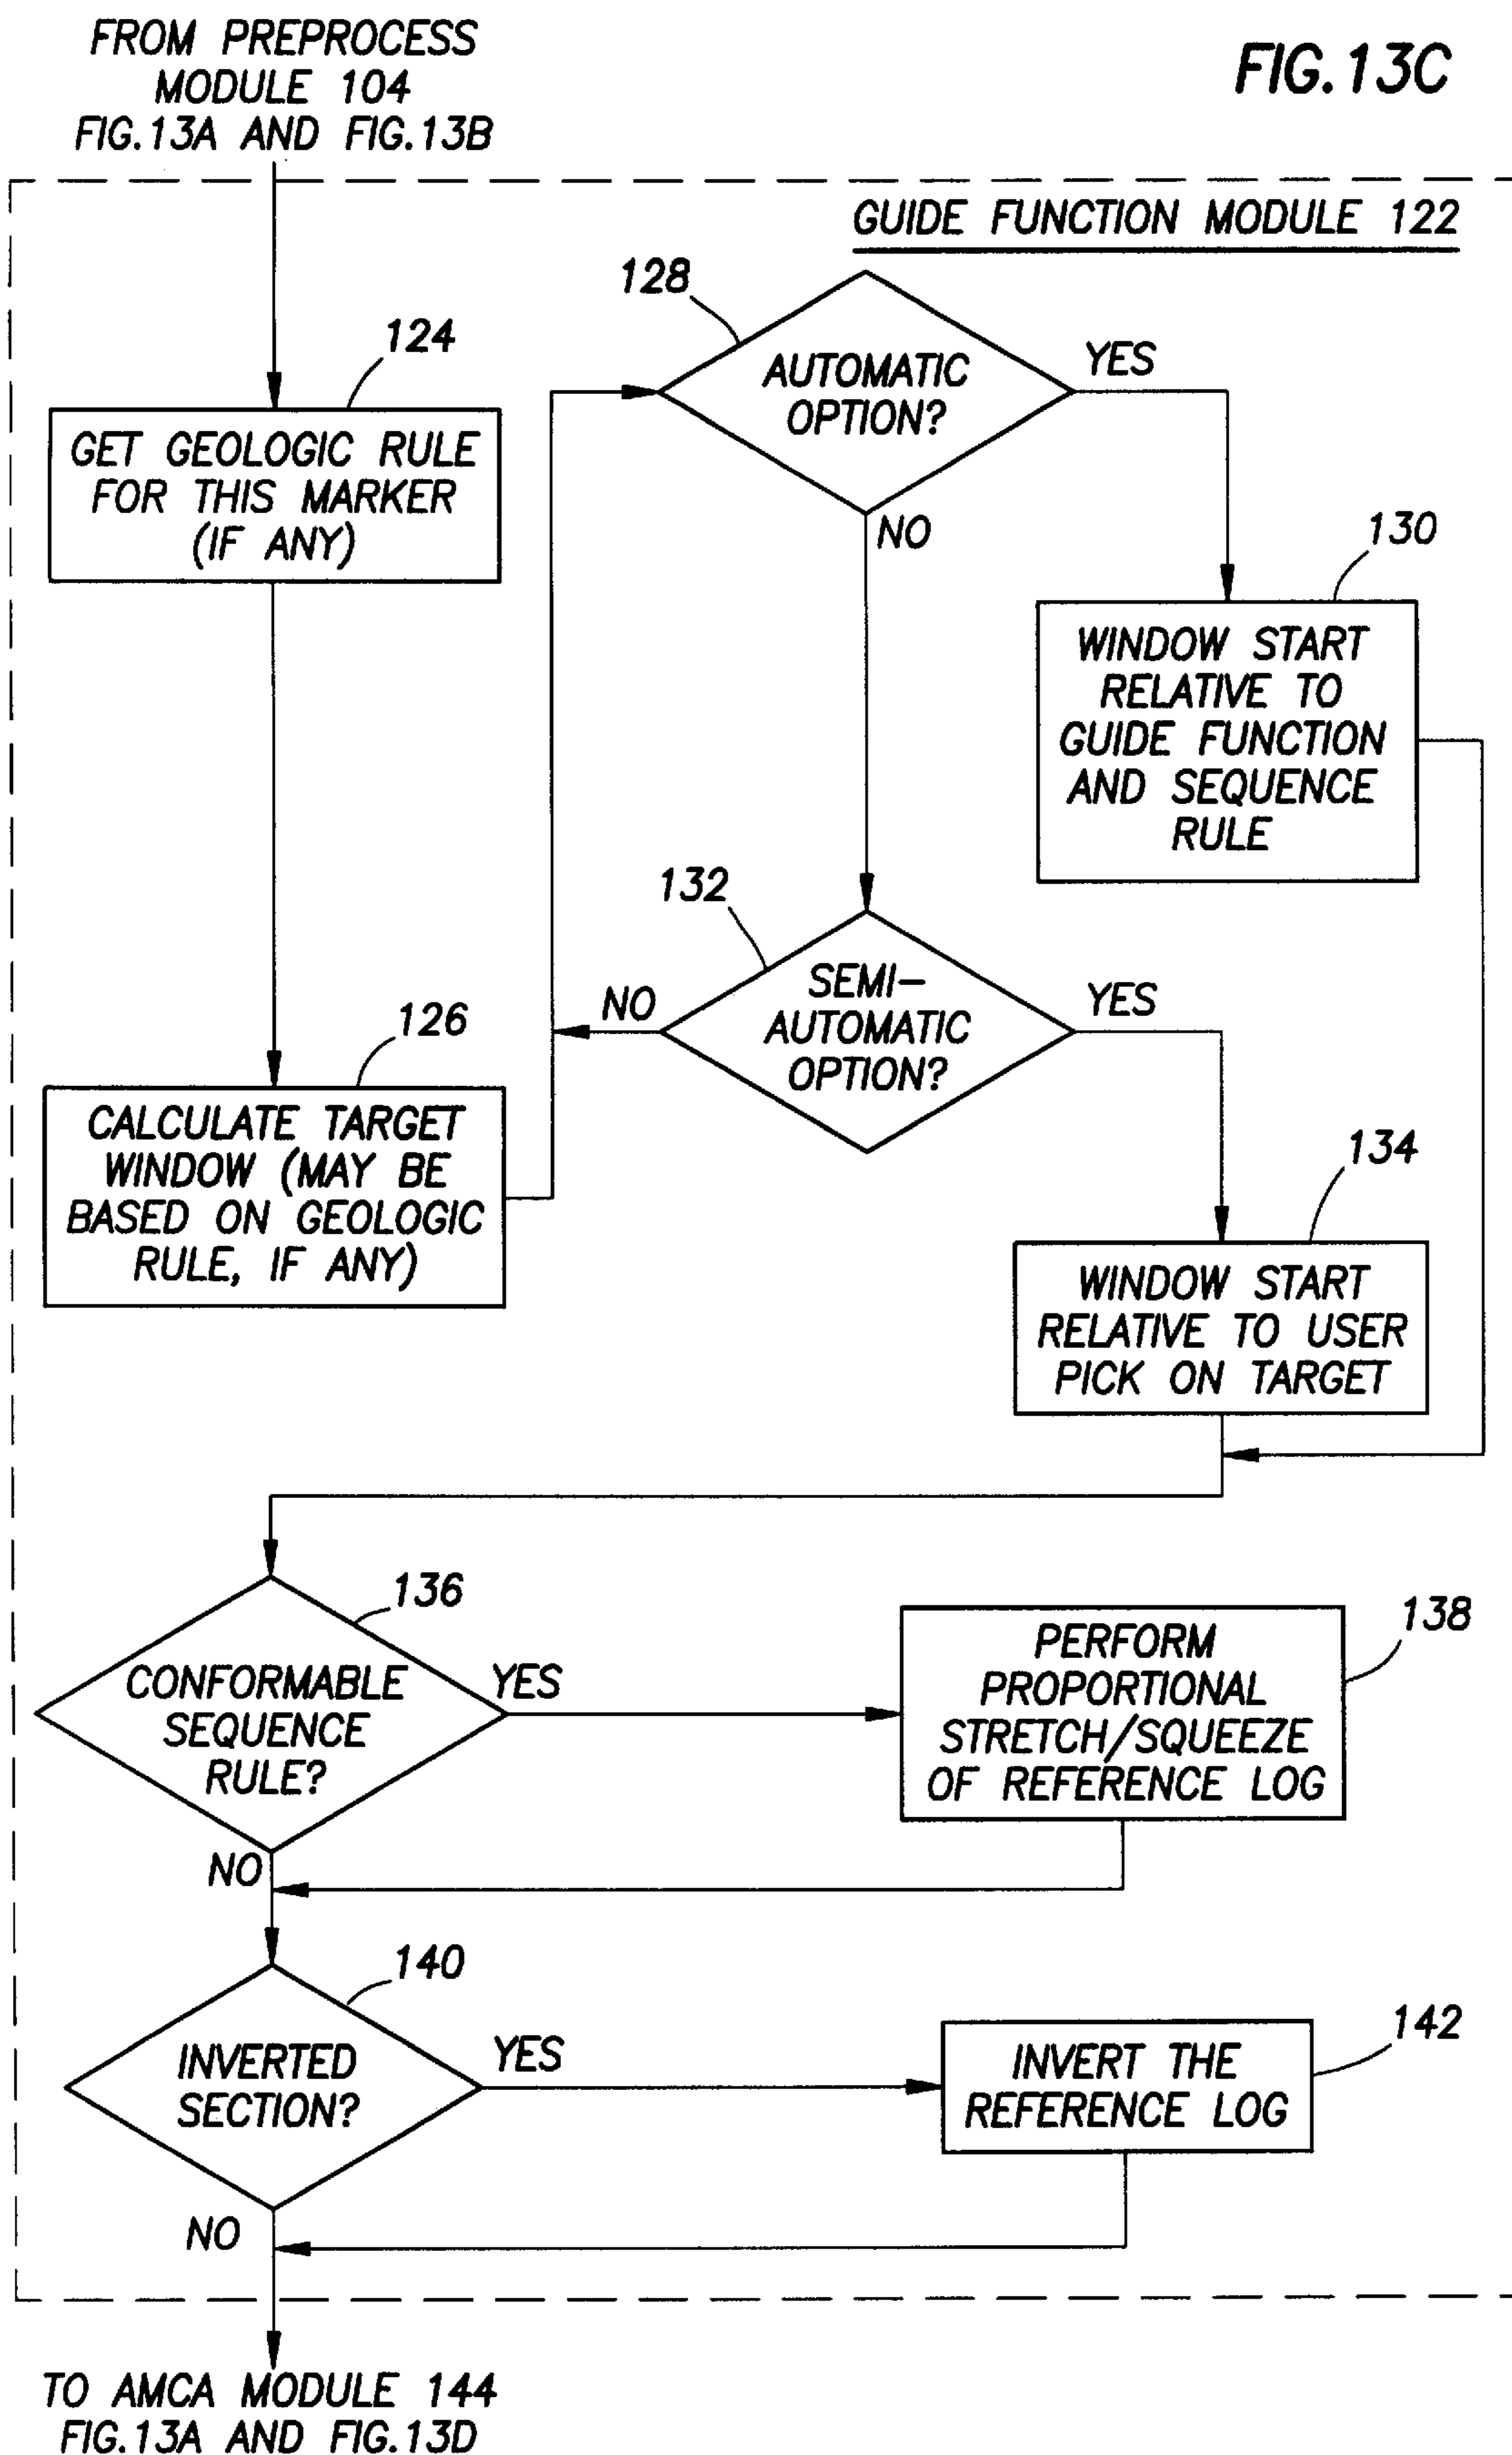 FROM PREPROCESS
MODULE 104
FIG.13A AND FIG.13B
FIG.13C
GUIDE FUNCTION MODULE 122
124
GET GEOLOGIC RULE
FOR THIS MARKER
(IF ANY)
128
AUTOMATIC
OPTION?
YES
NO
130
WINDOW START
RELATIVE TO
GUIDE FUNCTION
AND SEQUENCE
RULE
132
SEMI-
AUTOMATIC
OPTION?
NO
YES
126
CALCULATE TARGET
WINDOW (MAY BE
BASED ON GEOLOGIC
RULE, IF ANY)
134
WINDOW START
RELATIVE TO USER
PICK ON TARGET
136
CONFORMABLE
SEQUENCE
RULE?
YES
NO
138
PERFORM
PROPORTIONAL
STRETCH/SQUEEZE
OF REFERENCE LOG
140
INVERTED
SECTION?
YES
NO
142
INVERT THE
REFERENCE LOG
TO AMCA MODULE 144
FIG.13A AND FIG.13D